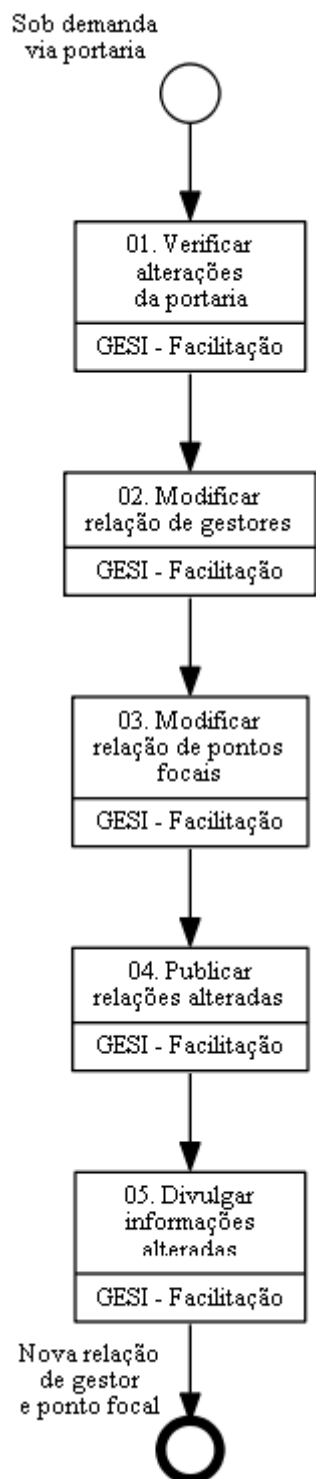 Sob demanda
via portaria
01. Verificar
alterações
da portaria
GESI - Facilitação
02. Modificar
relação de gestores
GESI - Facilitação
03. Modificar
relação de pontos
focais
GESI - Facilitação
04. Publicar
relações alteradas
GESI - Facilitação
05. Divulgar
informações
alteradas
GESI - Facilitação
Nova relação
de gestor
e ponto focal